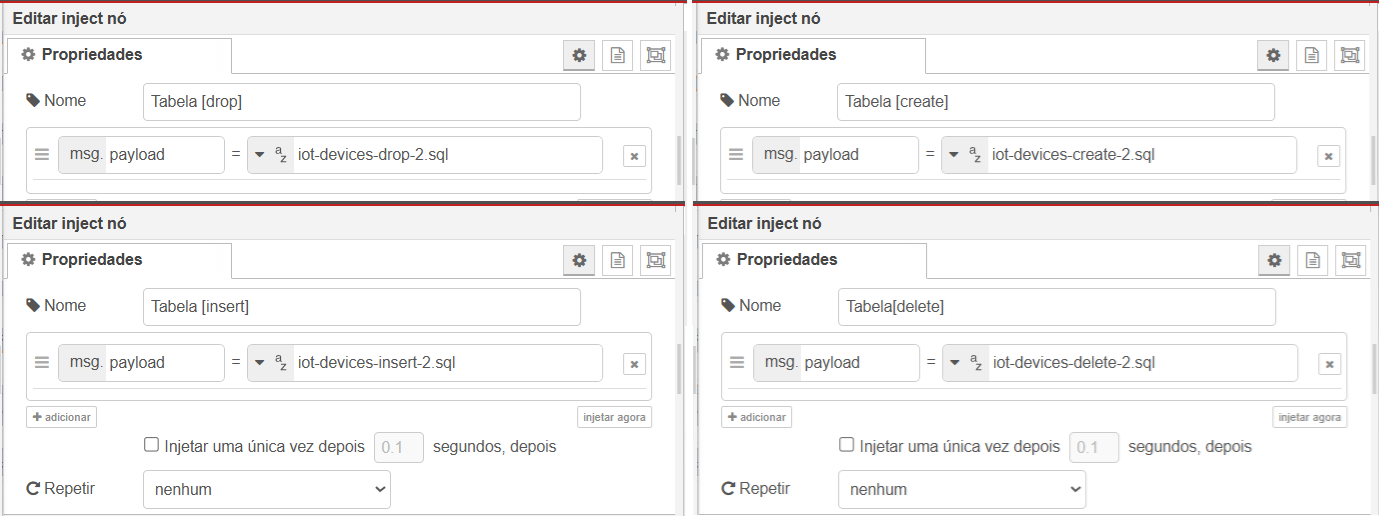 Editar inject nó
Propriedades
Nome Tabela [drop]
msg. payload = az iot-devices-drop-2.sql
Editar inject nó
Propriedades
Nome Tabela [create]
msg. payload = az iot-devices-create-2.sql
Editar inject nó
Propriedades
Nome Tabela [insert]
msg. payload = az iot-devices-insert-2.sql
adicionar injetar agora
Injetar uma única vez depois 0.1 segundos, depois
Repetir nenhum
Editar inject nó
Propriedades
Nome Tabela[delete]
msg. payload = az iot-devices-delete-2.sql
adicionar injetar agora
Injetar uma única vez depois 0.1 segundos, depois
Repetir nenhum